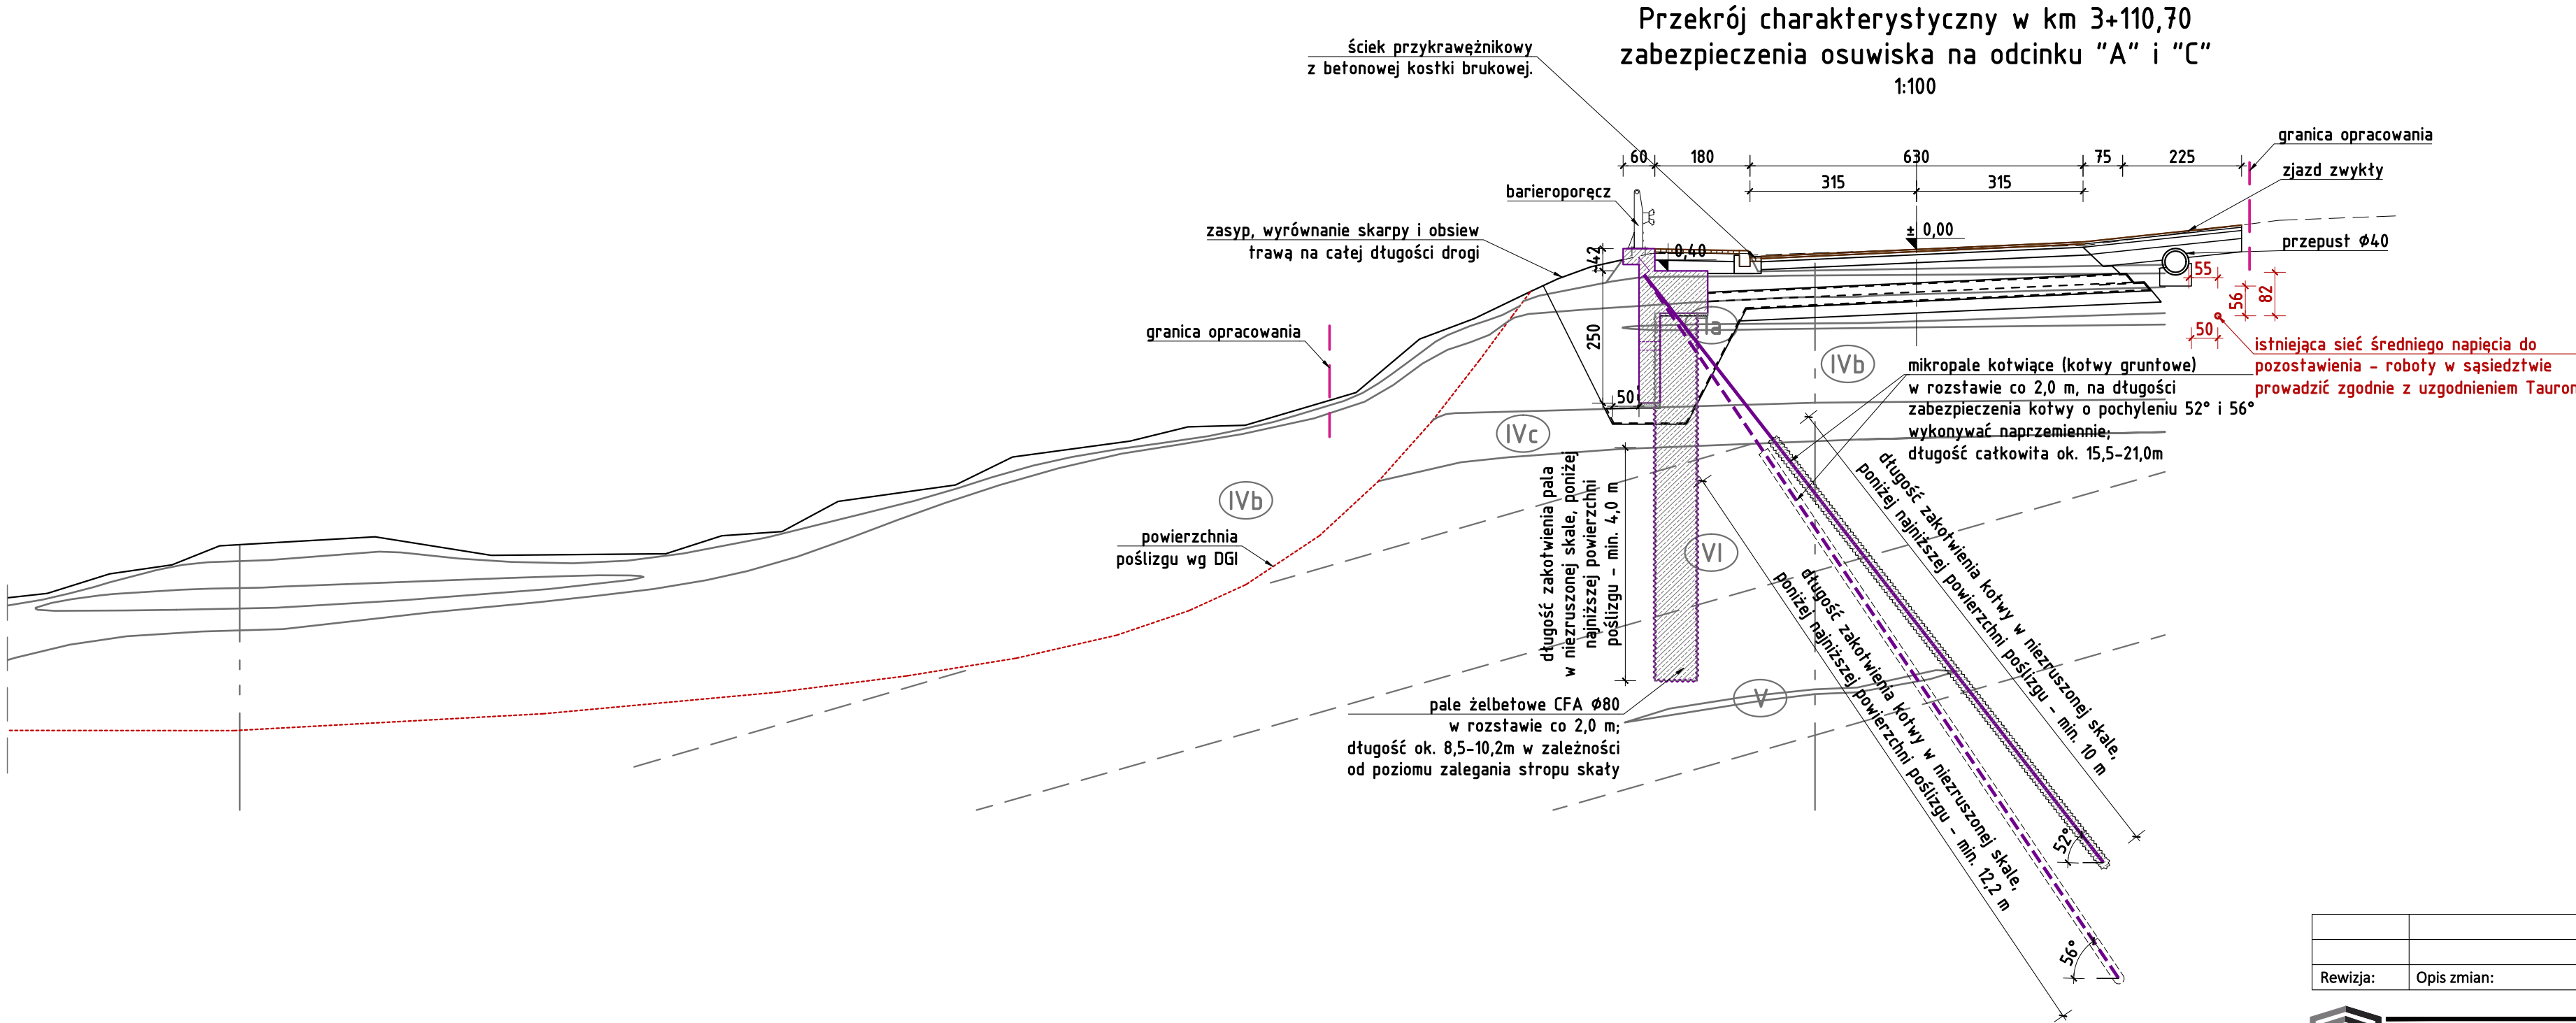 Przekrój charakterystyczny w km 3+110,70
zabezpieczenia osuwiska na odcinku "A" i "C"
1:100
ściek przykrawężnikowy
z betonowej kostki brukowej.
granica opracowania
zjazd zwykły
60
180
630
75
225
315
315
barieroporęcz
zasyp, wyrównanie skarpy i obsiew
trawą na całej długości drogi
± 0,00
przepust Ø40
42
0,40
55
56
82
50
250
50
granica opracowania
Ia
IVb
istniejąca sieć średniego napięcia do
pozostawienia - roboty w sąsiedztwie
prowadzić zgodnie z uzgodnieniem Tauron
mikropale kotwiące (kotwy gruntowe)
w rozstawie co 2,0 m, na długości
zabezpieczenia kotwy o pochyleniu 52° i 56°
wykonywać naprzemiennie;
długość całkowita ok. 15,5-21,0m
IVc
IVb
VI
V
powierzchnia
poślizgu wg DGI
długość zakotwienia pala
w niezruszonej skale, poniżej
najniższej powierzchni
poślizgu - min. 4,0 m
długość zakotwienia kotwy w niezruszonej skale,
poniżej najniższej powierzchni poślizgu - min. 10 m
długość zakotwienia kotwy w niezruszonej skale,
poniżej najniższej powierzchni poślizgu - min. 12,2 m
pale żelbetowe CFA Ø80
w rozstawie co 2,0 m;
długość ok. 8,5-10,2m w zależności
od poziomu zalegania stropu skały
52°
56°
Rewizja:
Opis zmian: